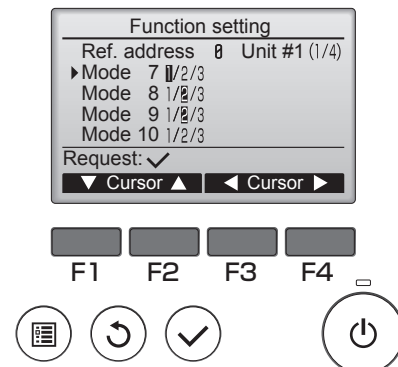 Function setting
Ref. address 0 Unit #1 (1/4)
▶Mode 7 1/2/3
Mode 8 1/2/3
Mode 9 1/2/3
Mode 10 1/2/3
Request: ✓
▼ Cursor ▲ ◀ Cursor ▶
F1 F2 F3 F4